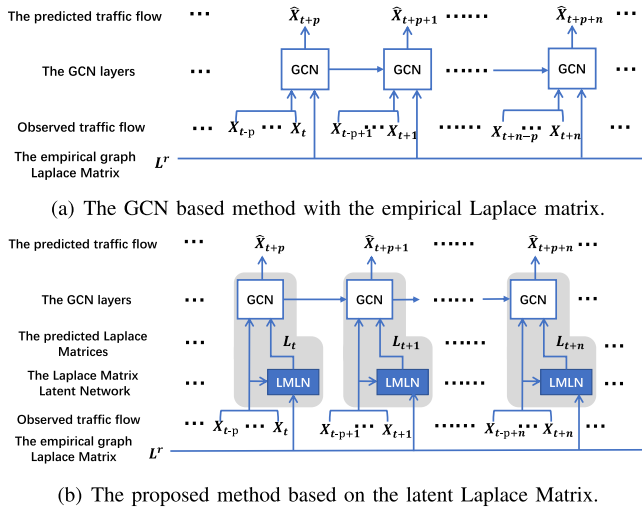 The predicted traffic flow ... X̂t+p X̂t+p+1 ...... X̂t+p+n
The GCN layers ... GCN GCN ...... GCN ...
Observed traffic flow ... Xt-p ... Xt Xt-p+1 ... Xt+1 ...... Xt+n-p ... Xt+n ...
The empirical graph
Laplace Matrix Lr
(a) The GCN based method with the empirical Laplace matrix.
The predicted traffic flow ... X̂t+p X̂t+p+1 ...... X̂t+p+n ...
The GCN layers ... GCN GCN ...... GCN ...
The predicted Laplace
Matrices ... Lt Lt+1 ...... Lt+n ...
The Laplace Matrix
Latent Network ... LMLN LMLN ...... LMLN ...
Observed traffic flow ... Xt-p ... Xt Xt-p+1 ... Xt+1 ...... Xt-p+n ... Xt+n ...
The empirical graph
Laplace Matrix Lr
(b) The proposed method based on the latent Laplace Matrix.